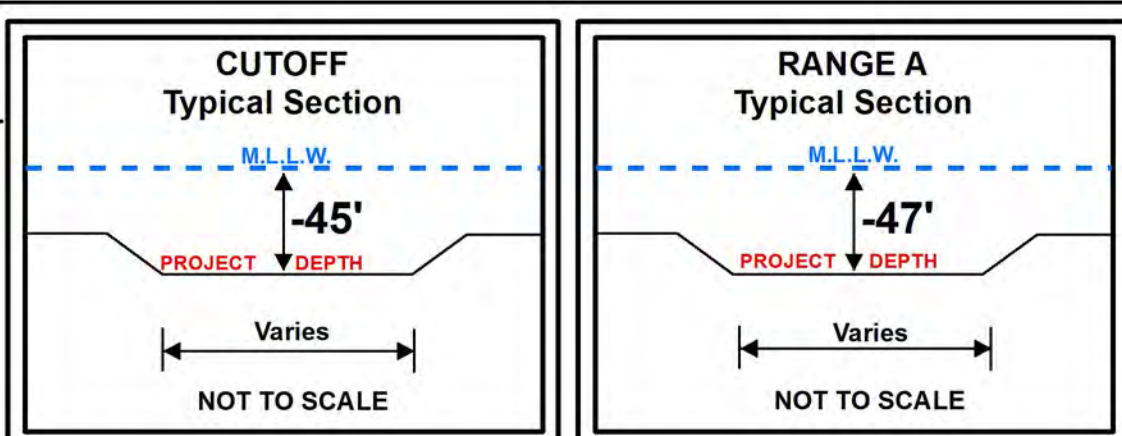 CUTOFF
Typical Section
M.L.L.W.
-45'
PROJECT DEPTH
Varies
NOT TO SCALE
RANGE A
Typical Section
M.L.L.W.
-47'
PROJECT DEPTH
Varies
NOT TO SCALE